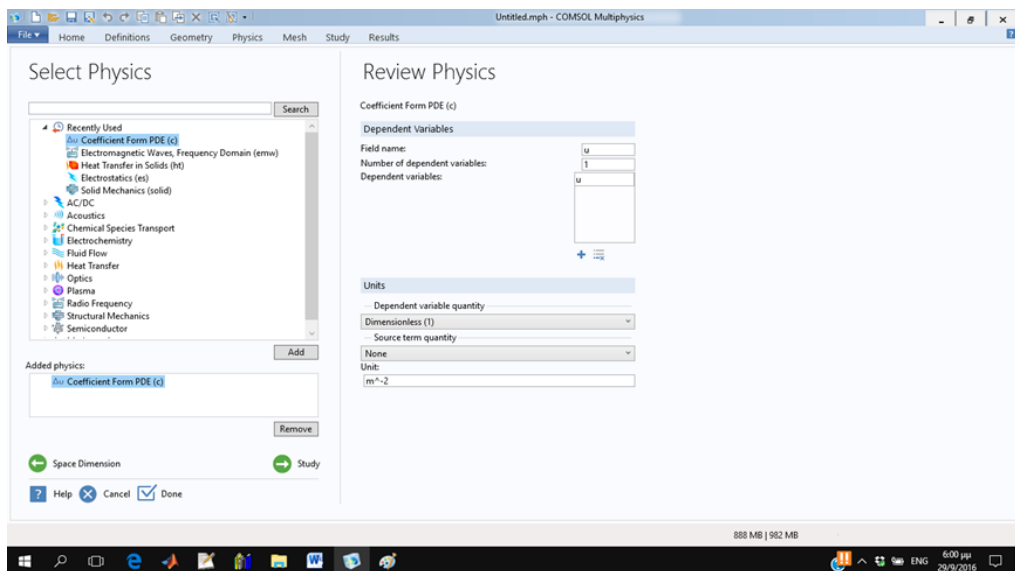 Untitled.mph - COMSOL Multiphysics
File Home Definitions Geometry Physics Mesh Study Results
Select Physics
Search
Recently Used
Δu Coefficient Form PDE (c)
Electromagnetic Waves, Frequency Domain (emw)
Heat Transfer in Solids (ht)
Electrostatics (es)
Solid Mechanics (solid)
AC/DC
Acoustics
Chemical Species Transport
Electrochemistry
Fluid Flow
Heat Transfer
Optics
Plasma
Radio Frequency
Structural Mechanics
Semiconductor
Add
Added physics:
Δu Coefficient Form PDE (c)
Remove
Space Dimension
Study
? Help Cancel Done
Review Physics
Coefficient Form PDE (c)
Dependent Variables
Field name: u
Number of dependent variables: 1
Dependent variables: u
Units
Dependent variable quantity
Dimensionless (1)
Source term quantity
None
Unit:
m^-2
888 MB | 982 MB
ENG
6:00 μμ
29/9/2016